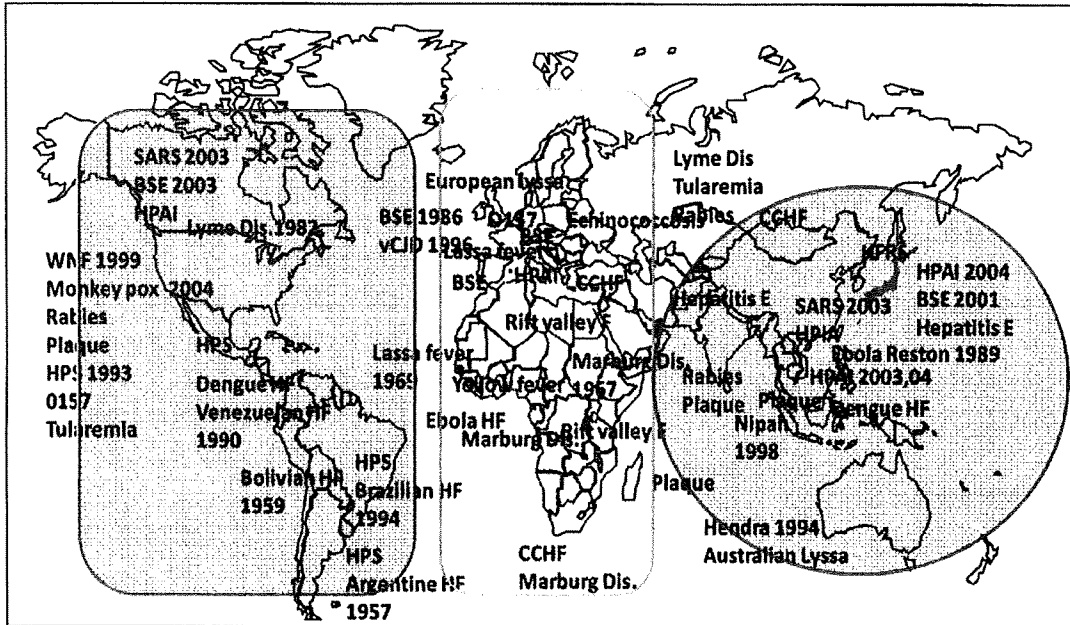 SARS 2003
BSE 2003
HPAI
Lyme Dis. 1982
WNF 1999
Monkey pox 2004
Rabies
Plaque
HPS 1993
0157
Tularemia
HPS
Dengue HF
Venezuelan HF
1990
Bolivian HF
1959
HPS
Brazilian HF
1994
HPS
Argentine HF
1957
European Lyssa
BSE 1986
vCJD 1996
O157
Echinococcosis
Lassa fever
HPAI
BSE
CCHF
Rift valley F
Lassa fever
1969
Yellow fever
Marburg Dis.
1967
Ebola HF
Marburg Dis.
Rift valley F
Plaque
CCHF
Marburg Dis.
Lyme Dis
Tularemia
Rabies
CCHF
HFRS
Hepatitis E
SARS 2003
HPAI
HPAI 2004
BSE 2001
Hepatitis E
Ebola Reston 1989
HPAI 2003,04
Rabies
Plaque
Plaque
Dengue HF
Nipah
1998
Hendra 1994
Australian Lyssa